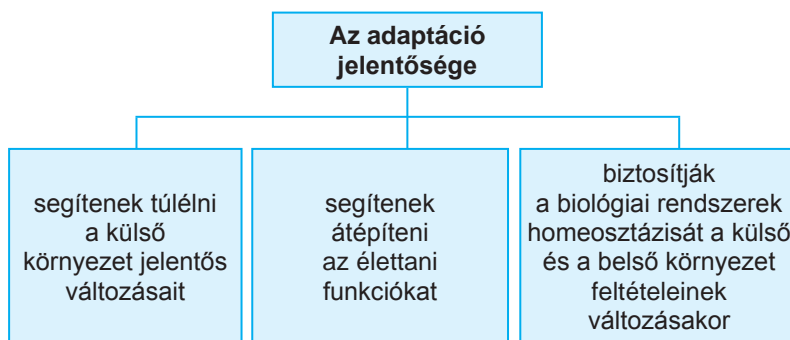 Az adaptáció
jelentősége
segítenek túlélni
a külső
környezet jelentős
változásait
segítenek
átépíteni
az élettani
funkciókat
biztosítják
a biológiai rendszerek
homeosztázisát a külső
és a belső környezet
feltételeinek
változásakor